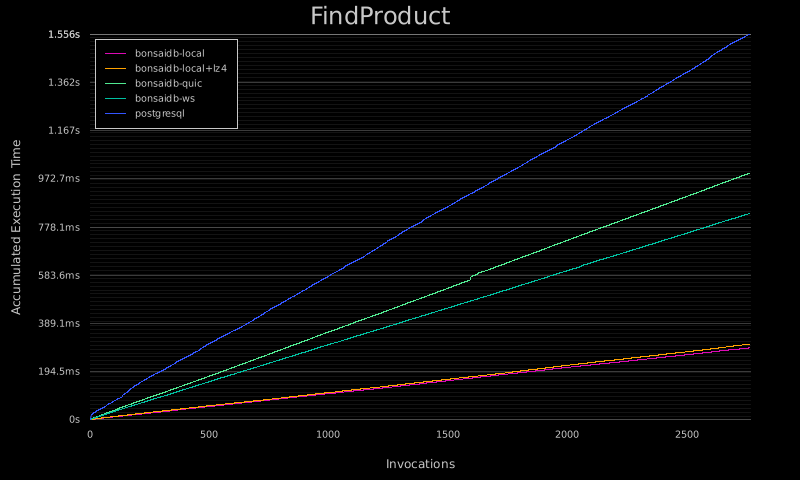 FindProduct
1.556s
1.362s
1.167s
972.7ms
778.1ms
583.6ms
389.1ms
194.5ms
0s
bonsaidb-local
bonsaidb-local+lz4
bonsaidb-quic
bonsaidb-ws
postgresql
Accumulated Execution Time
0
500
1000
1500
2000
2500
Invocations